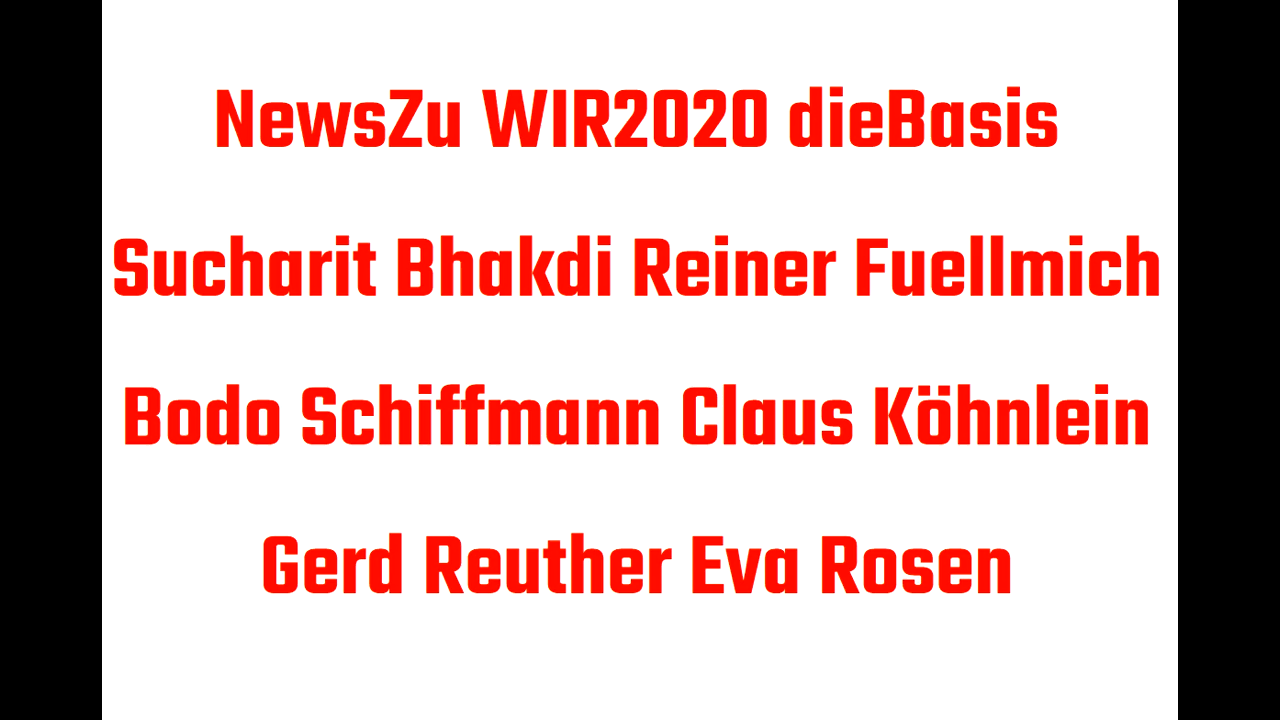 NewsZu WIR2020 dieBasis
Sucharit Bhakdi Reiner Fuellmich
Bodo Schiffmann Claus Köhnlein
Gerd Reuther Eva Rosen